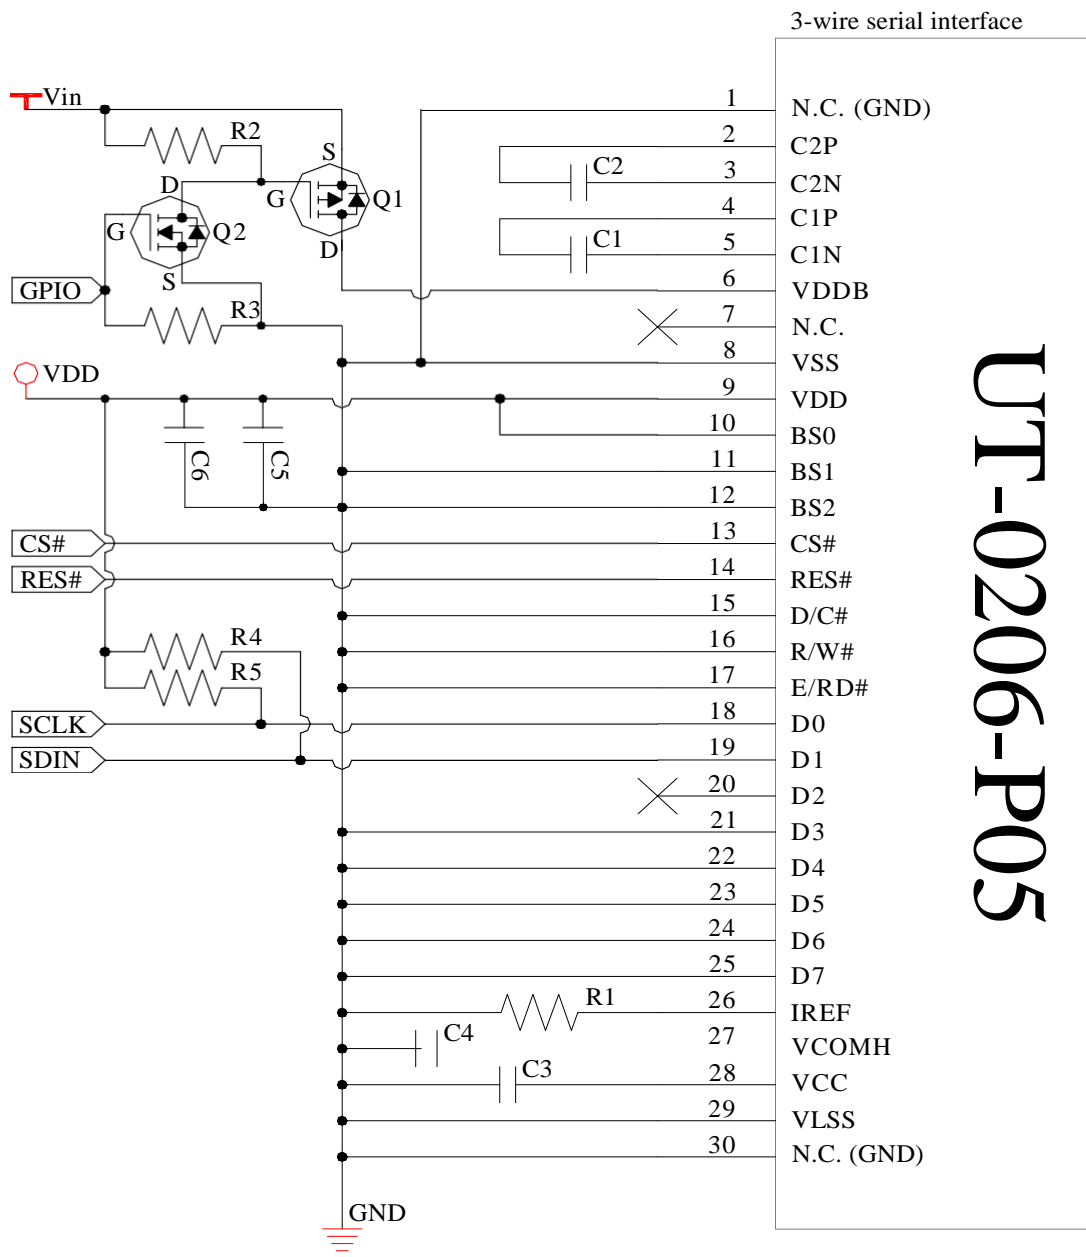 3-wire serial interface
Vin
R2
S
D
G
Q1
G
Q2
D
S
GPIO
R3
VDD
C6
C5
CS#
RES#
R4
R5
SCLK
SDIN
C2
C1
R1
C4
C3
GND
1 N.C. (GND)
2 C2P
3 C2N
4 C1P
5 C1N
6 VDDB
7 N.C.
8 VSS
9 VDD
10 BS0
11 BS1
12 BS2
13 CS#
14 RES#
15 D/C#
16 R/W#
17 E/RD#
18 D0
19 D1
20 D2
21 D3
22 D4
23 D5
24 D6
25 D7
26 IREF
27 VCOMH
28 VCC
29 VLSS
30 N.C. (GND)
UT-0206-P05